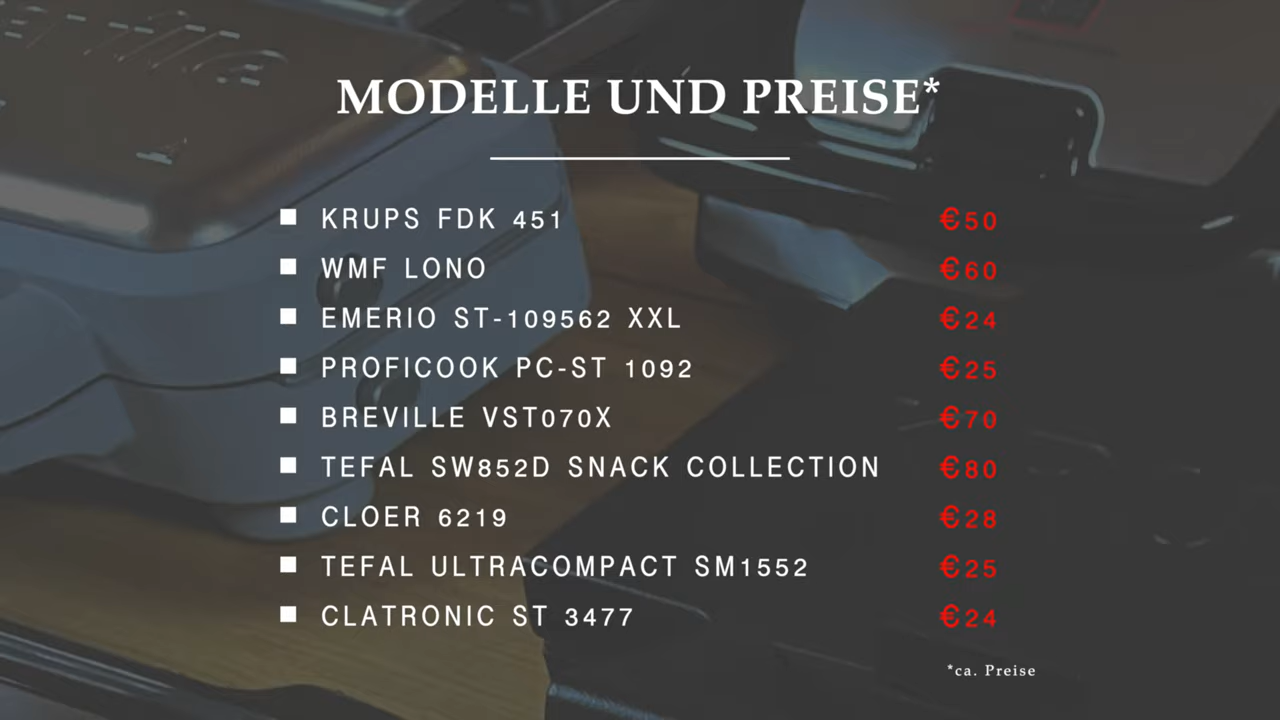 MODELLE UND PREISE*
KRUPS FDK 451 €50
WMF LONO €60
EMERIO ST-109562 XXL €24
PROFICOOK PC-ST 1092 €25
BREVILLE VST070X €70
TEFAL SW852D SNACK COLLECTION €80
CLOER 6219 €28
TEFAL ULTRACOMPACT SM1552 €25
CLATRONIC ST 3477 €24
*ca. Preise